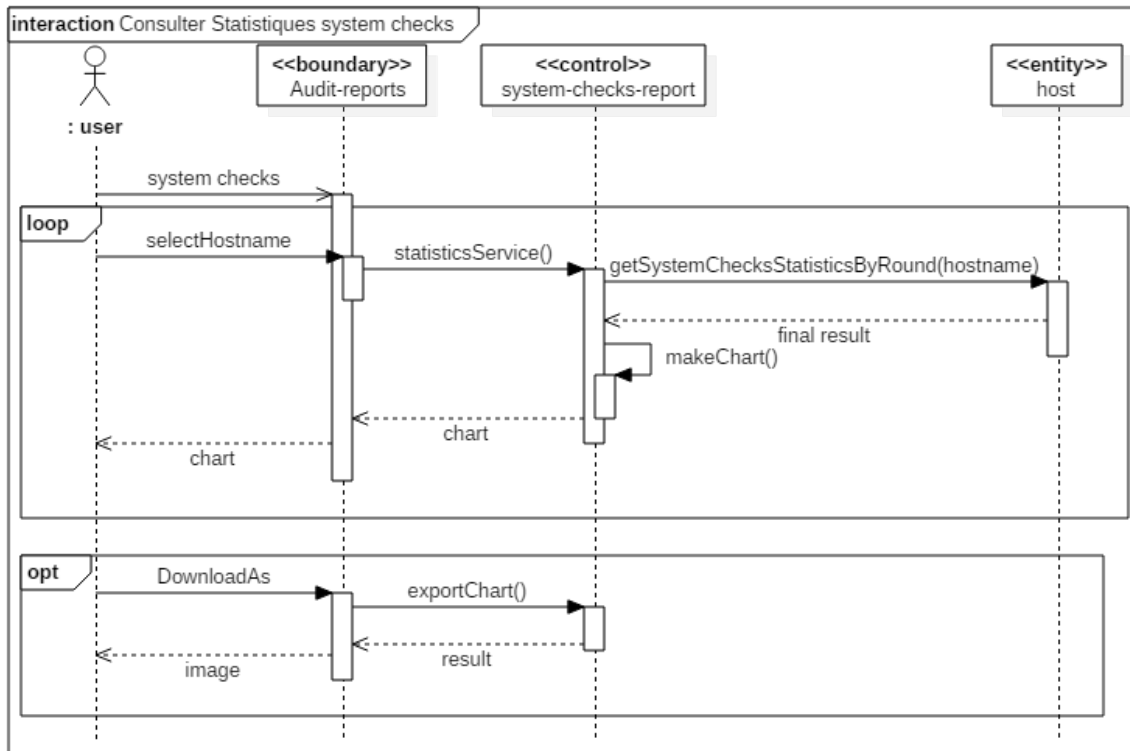 interaction Consulter Statistiques system checks
<<boundary>>
Audit-reports
<<control>>
system-checks-report
<<entity>>
host
: user
system checks
loop
selectHostname
statisticsService()
getSystemChecksStatisticsByRound(hostname)
final result
makeChart()
chart
chart
opt
DownloadAs
exportChart()
result
image